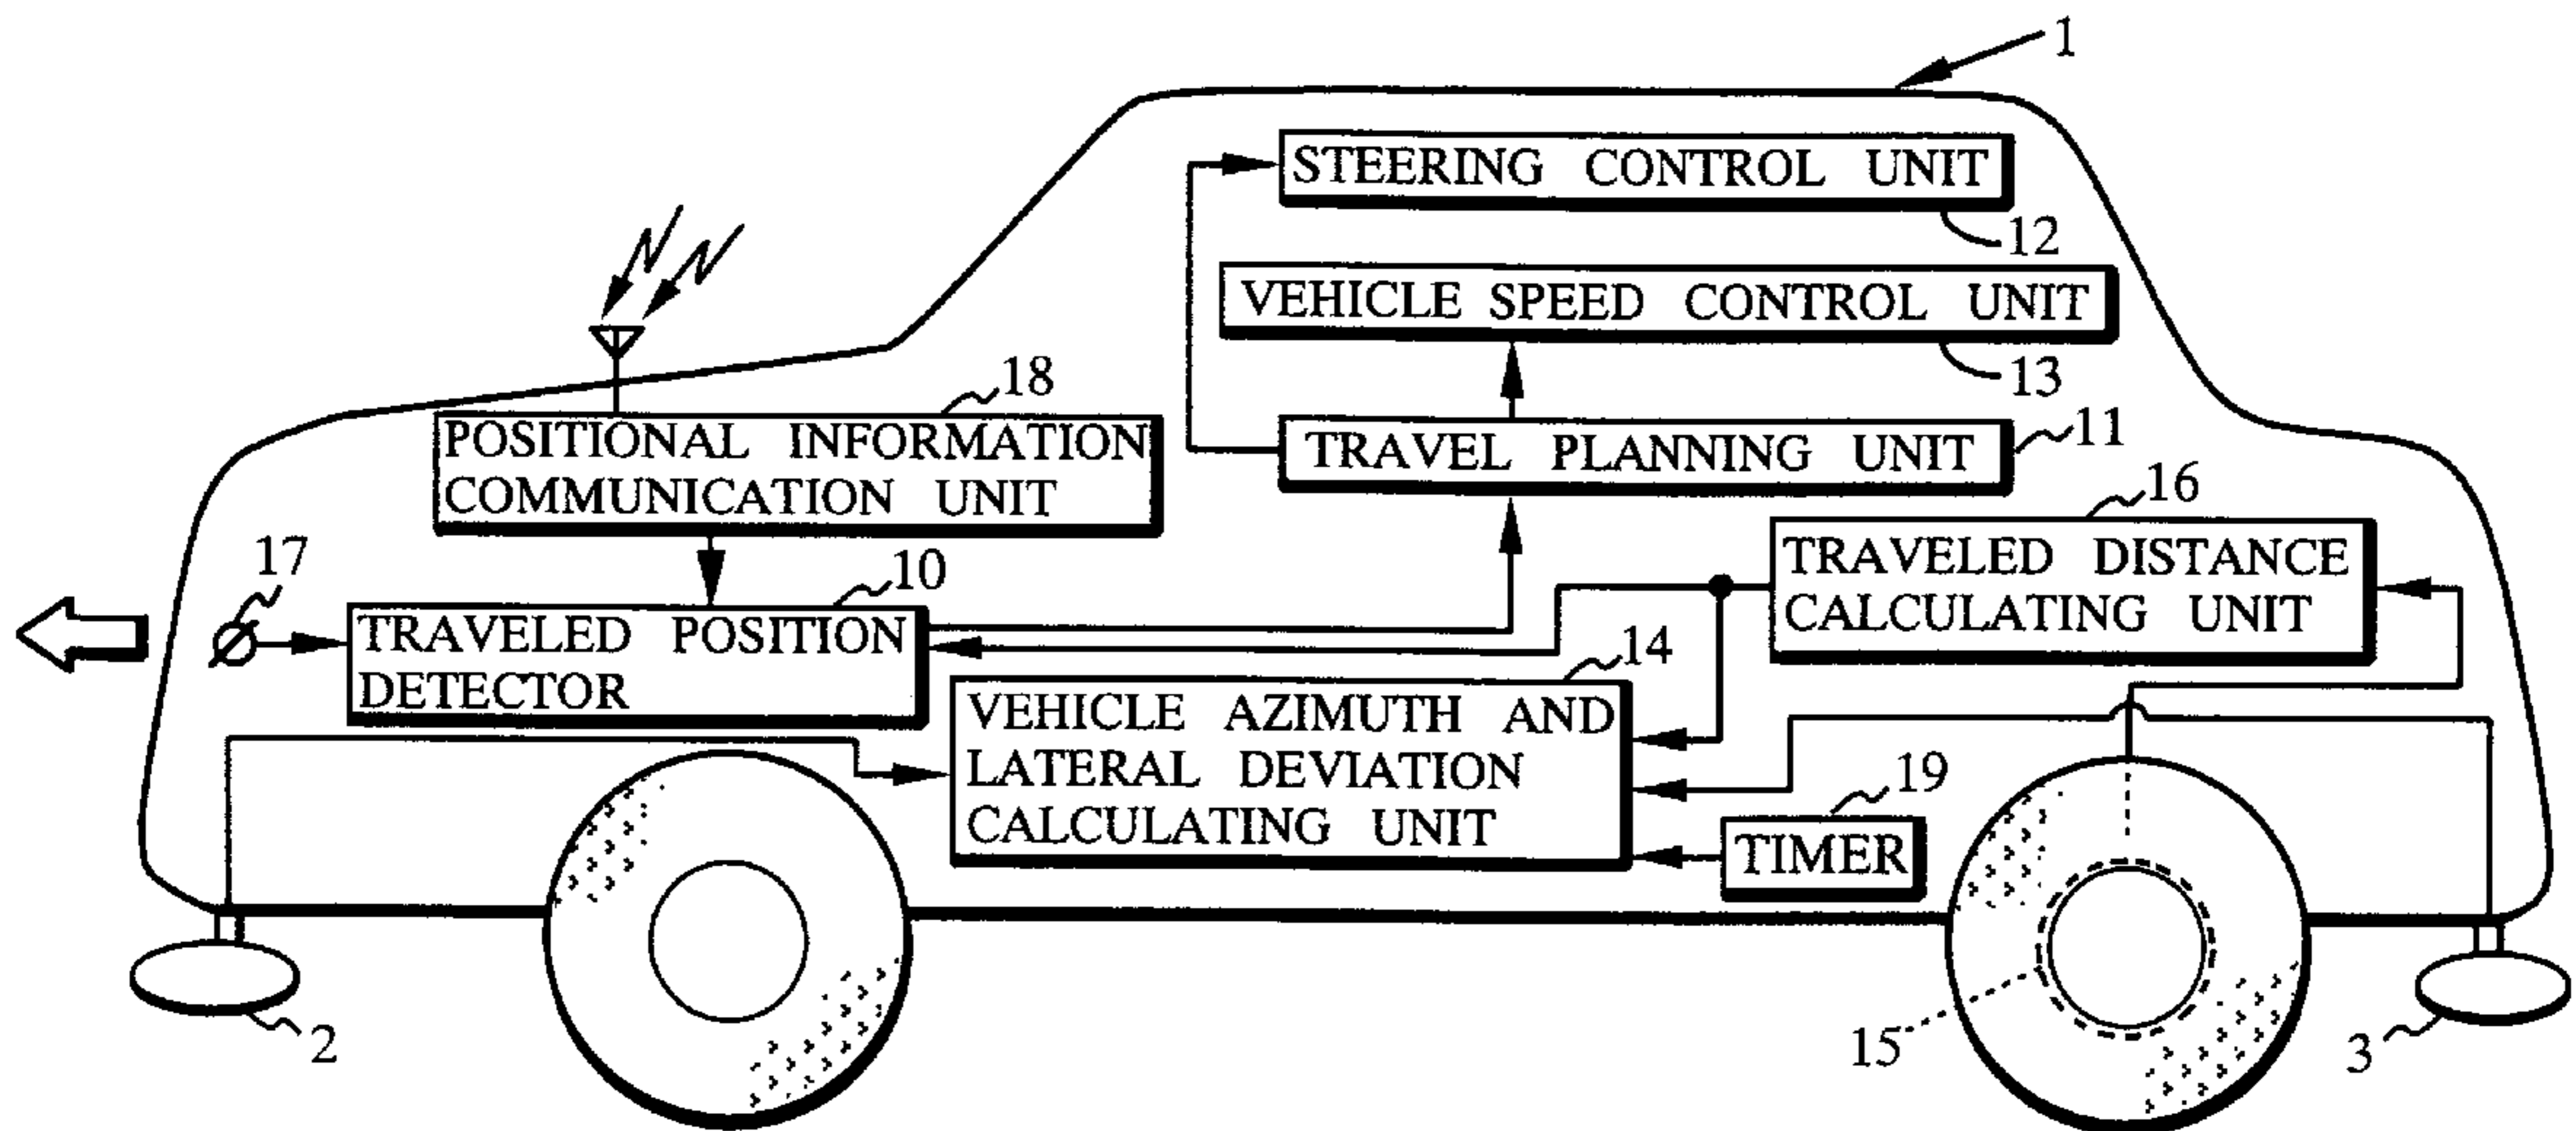 1
STEERING CONTROL UNIT
12
VEHICLE SPEED CONTROL UNIT
13
18
POSITIONAL INFORMATION
COMMUNICATION UNIT
TRAVEL PLANNING UNIT
11
16
TRAVELED DISTANCE
CALCULATING UNIT
17
10
TRAVELED POSITION
DETECTOR
14
VEHICLE AZIMUTH AND
LATERAL DEVIATION
CALCULATING UNIT
19
TIMER
2
15
3